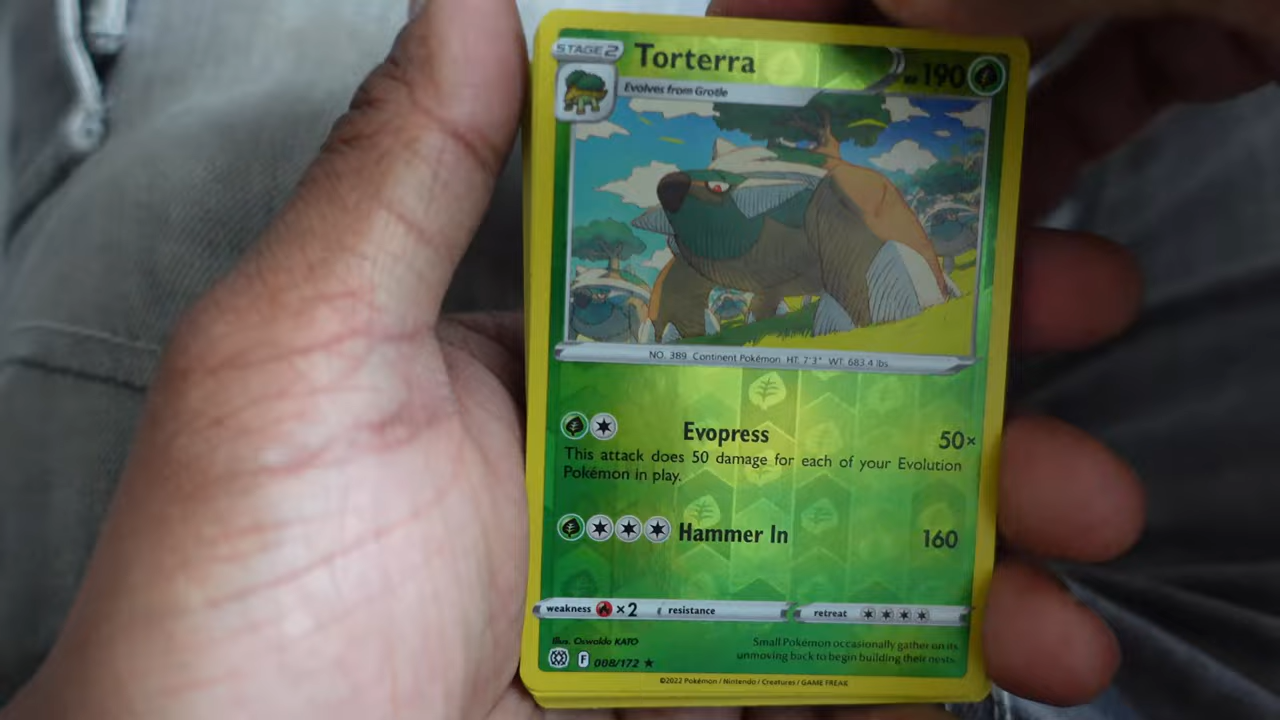 STAGE 2
Torterra
HP 190
Evolves from Grotle
NO. 389 Continent Pokémon HT: 7'3" WT: 683.4 lbs
Evopress 50×
This attack does 50 damage for each of your Evolution
Pokémon in play.
Hammer In 160
weakness ×2 resistance retreat
Illus. Oswaldo KATO
Small Pokémon occasionally gather on its
unmoving back to begin building their nests.
F 008/172 ★
©2022 Pokémon / Nintendo / Creatures / GAME FREAK